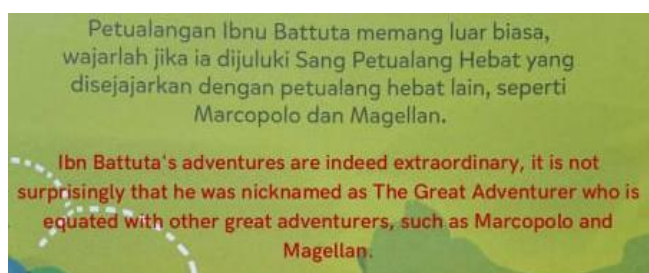 Petualangan Ibnu Battuta memang luar biasa,
wajarlah jika ia dijuluki Sang Petualang Hebat yang
disejajarkan dengan petualang hebat lain, seperti
Marcopolo dan Magellan.
Ibn Battuta's adventures are indeed extraordinary, it is not
surprisingly that he was nicknamed as The Great Adventurer who is
equated with other great adventurers, such as Marcopolo and
Magellan.